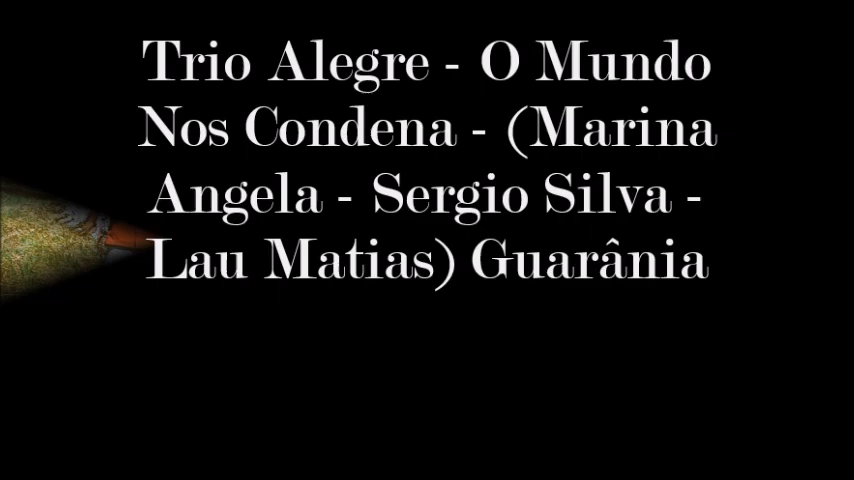 Trio Alegre - O Mundo
Nos Condena - (Marina
Angela - Sergio Silva -
Lau Matias) Guarânia